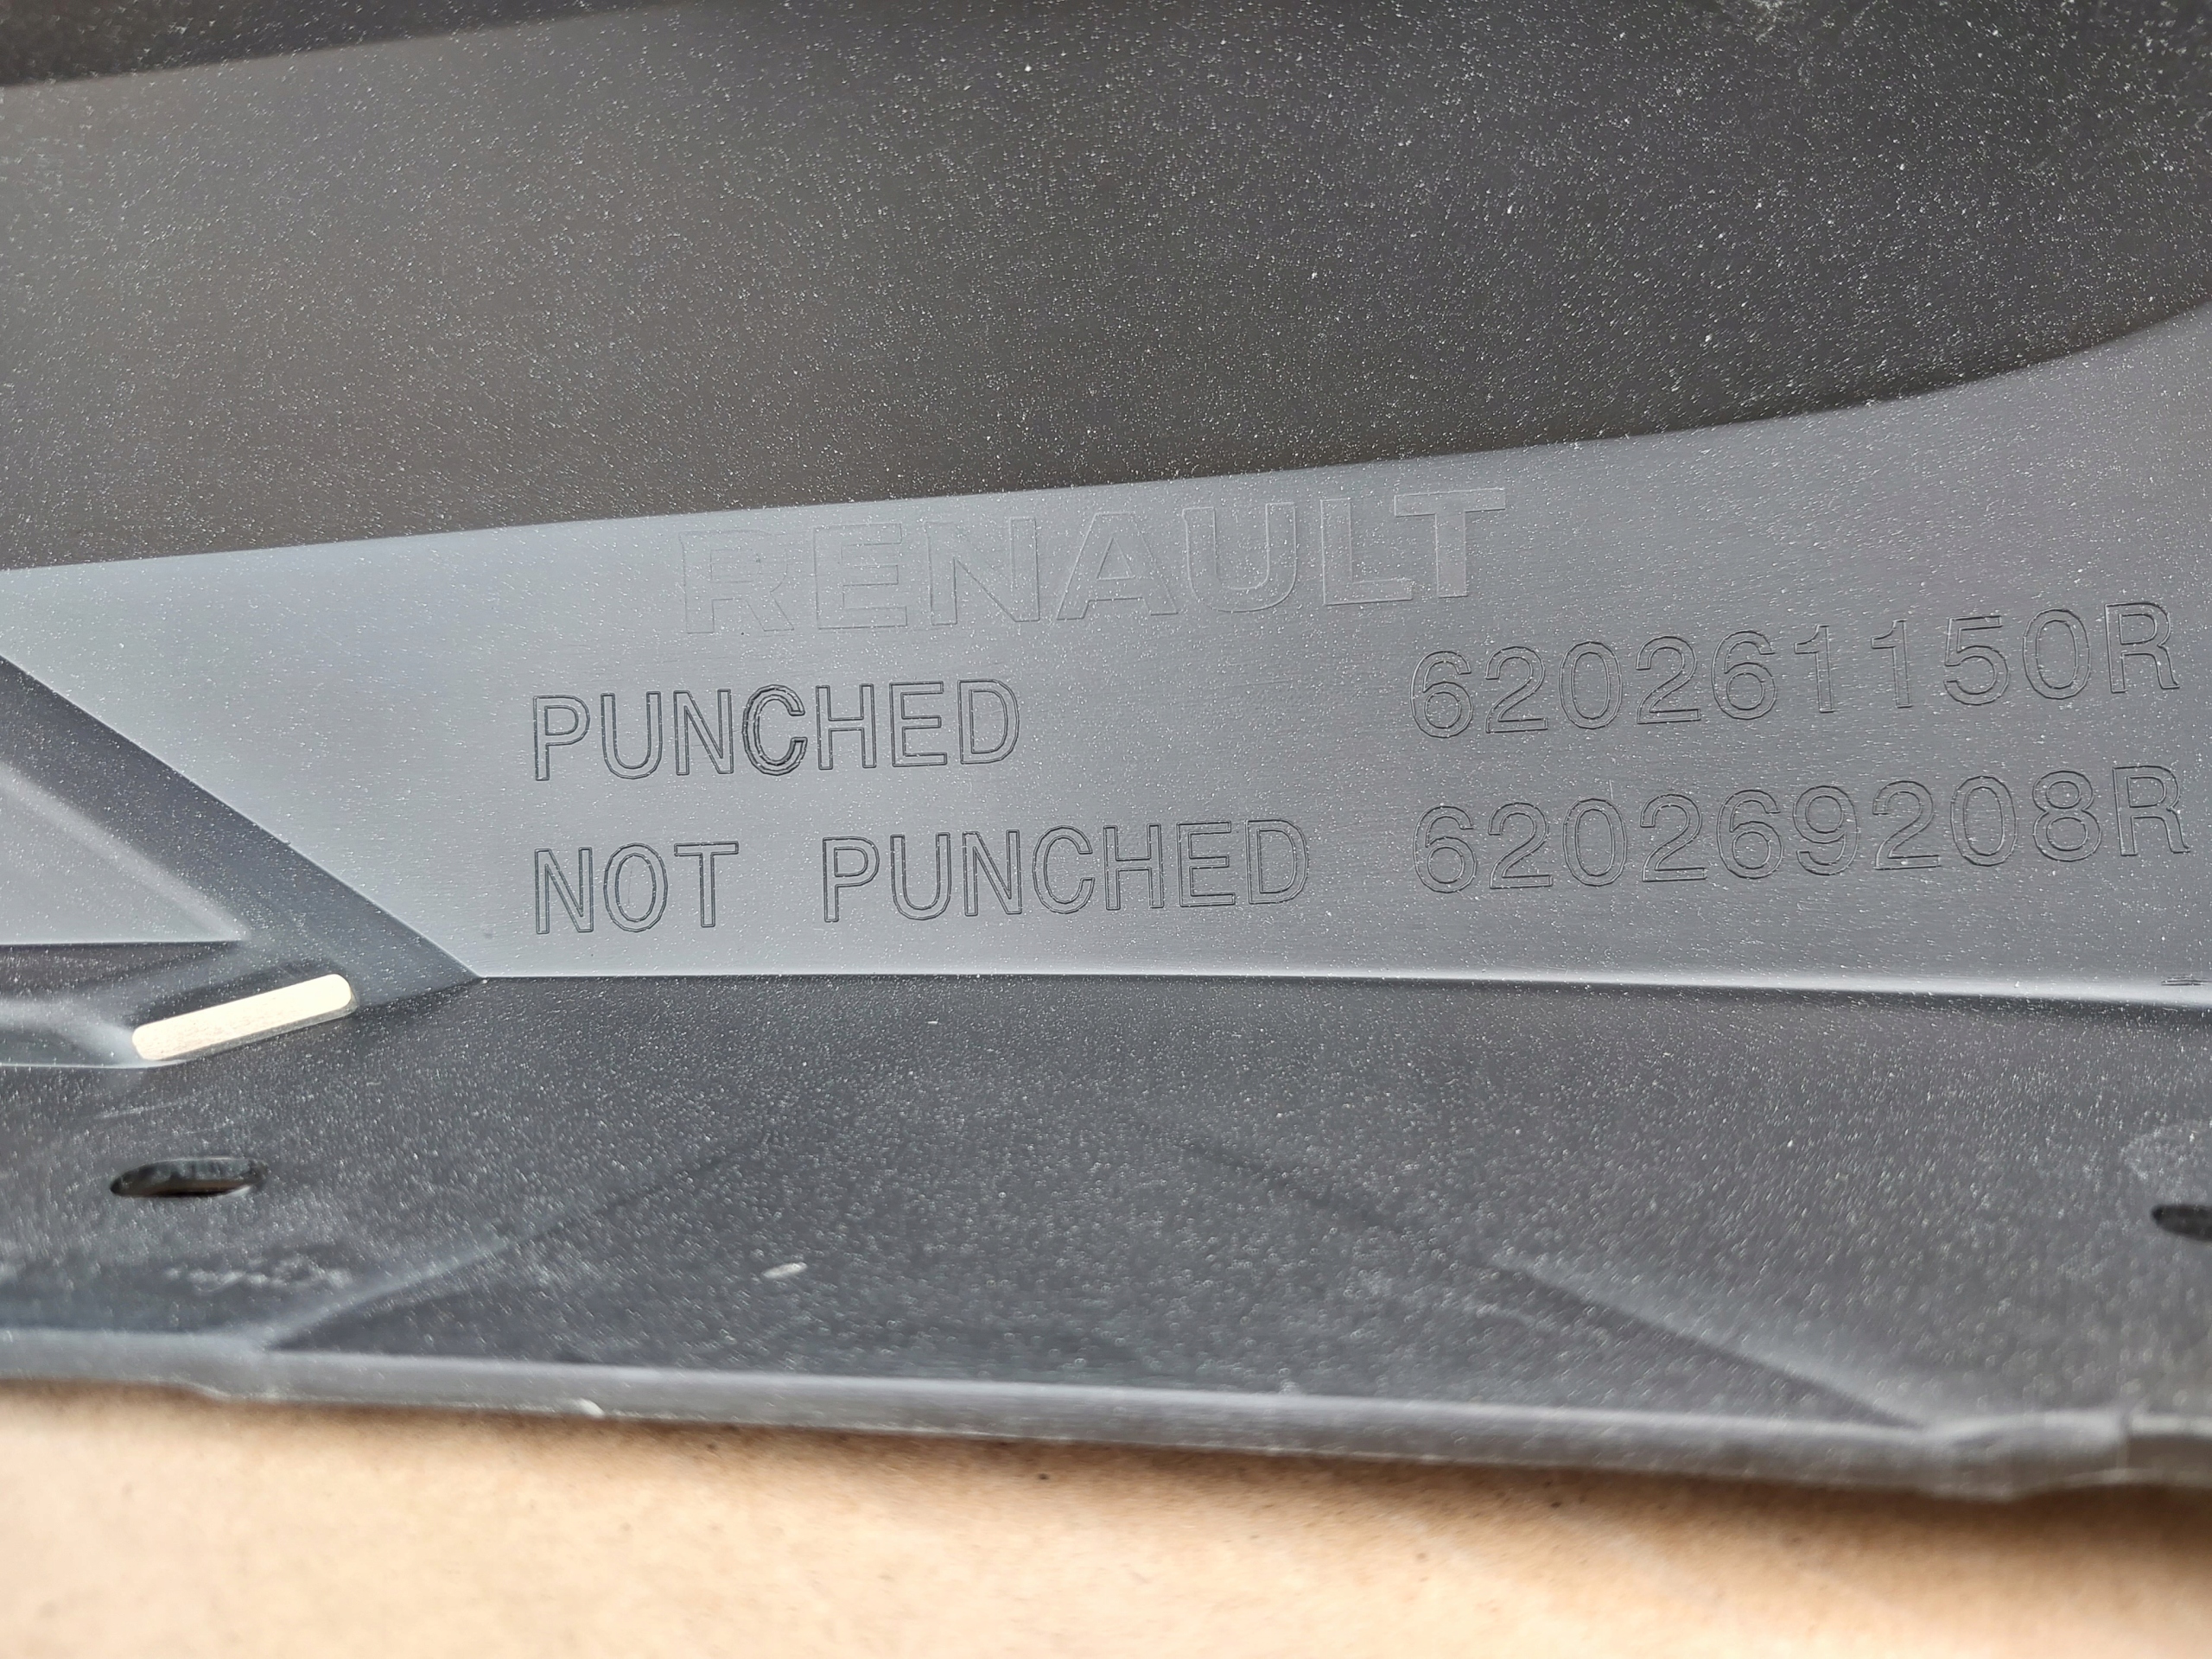 RENAULT
PUNCHED 620261150R
NOT PUNCHED 620269208R